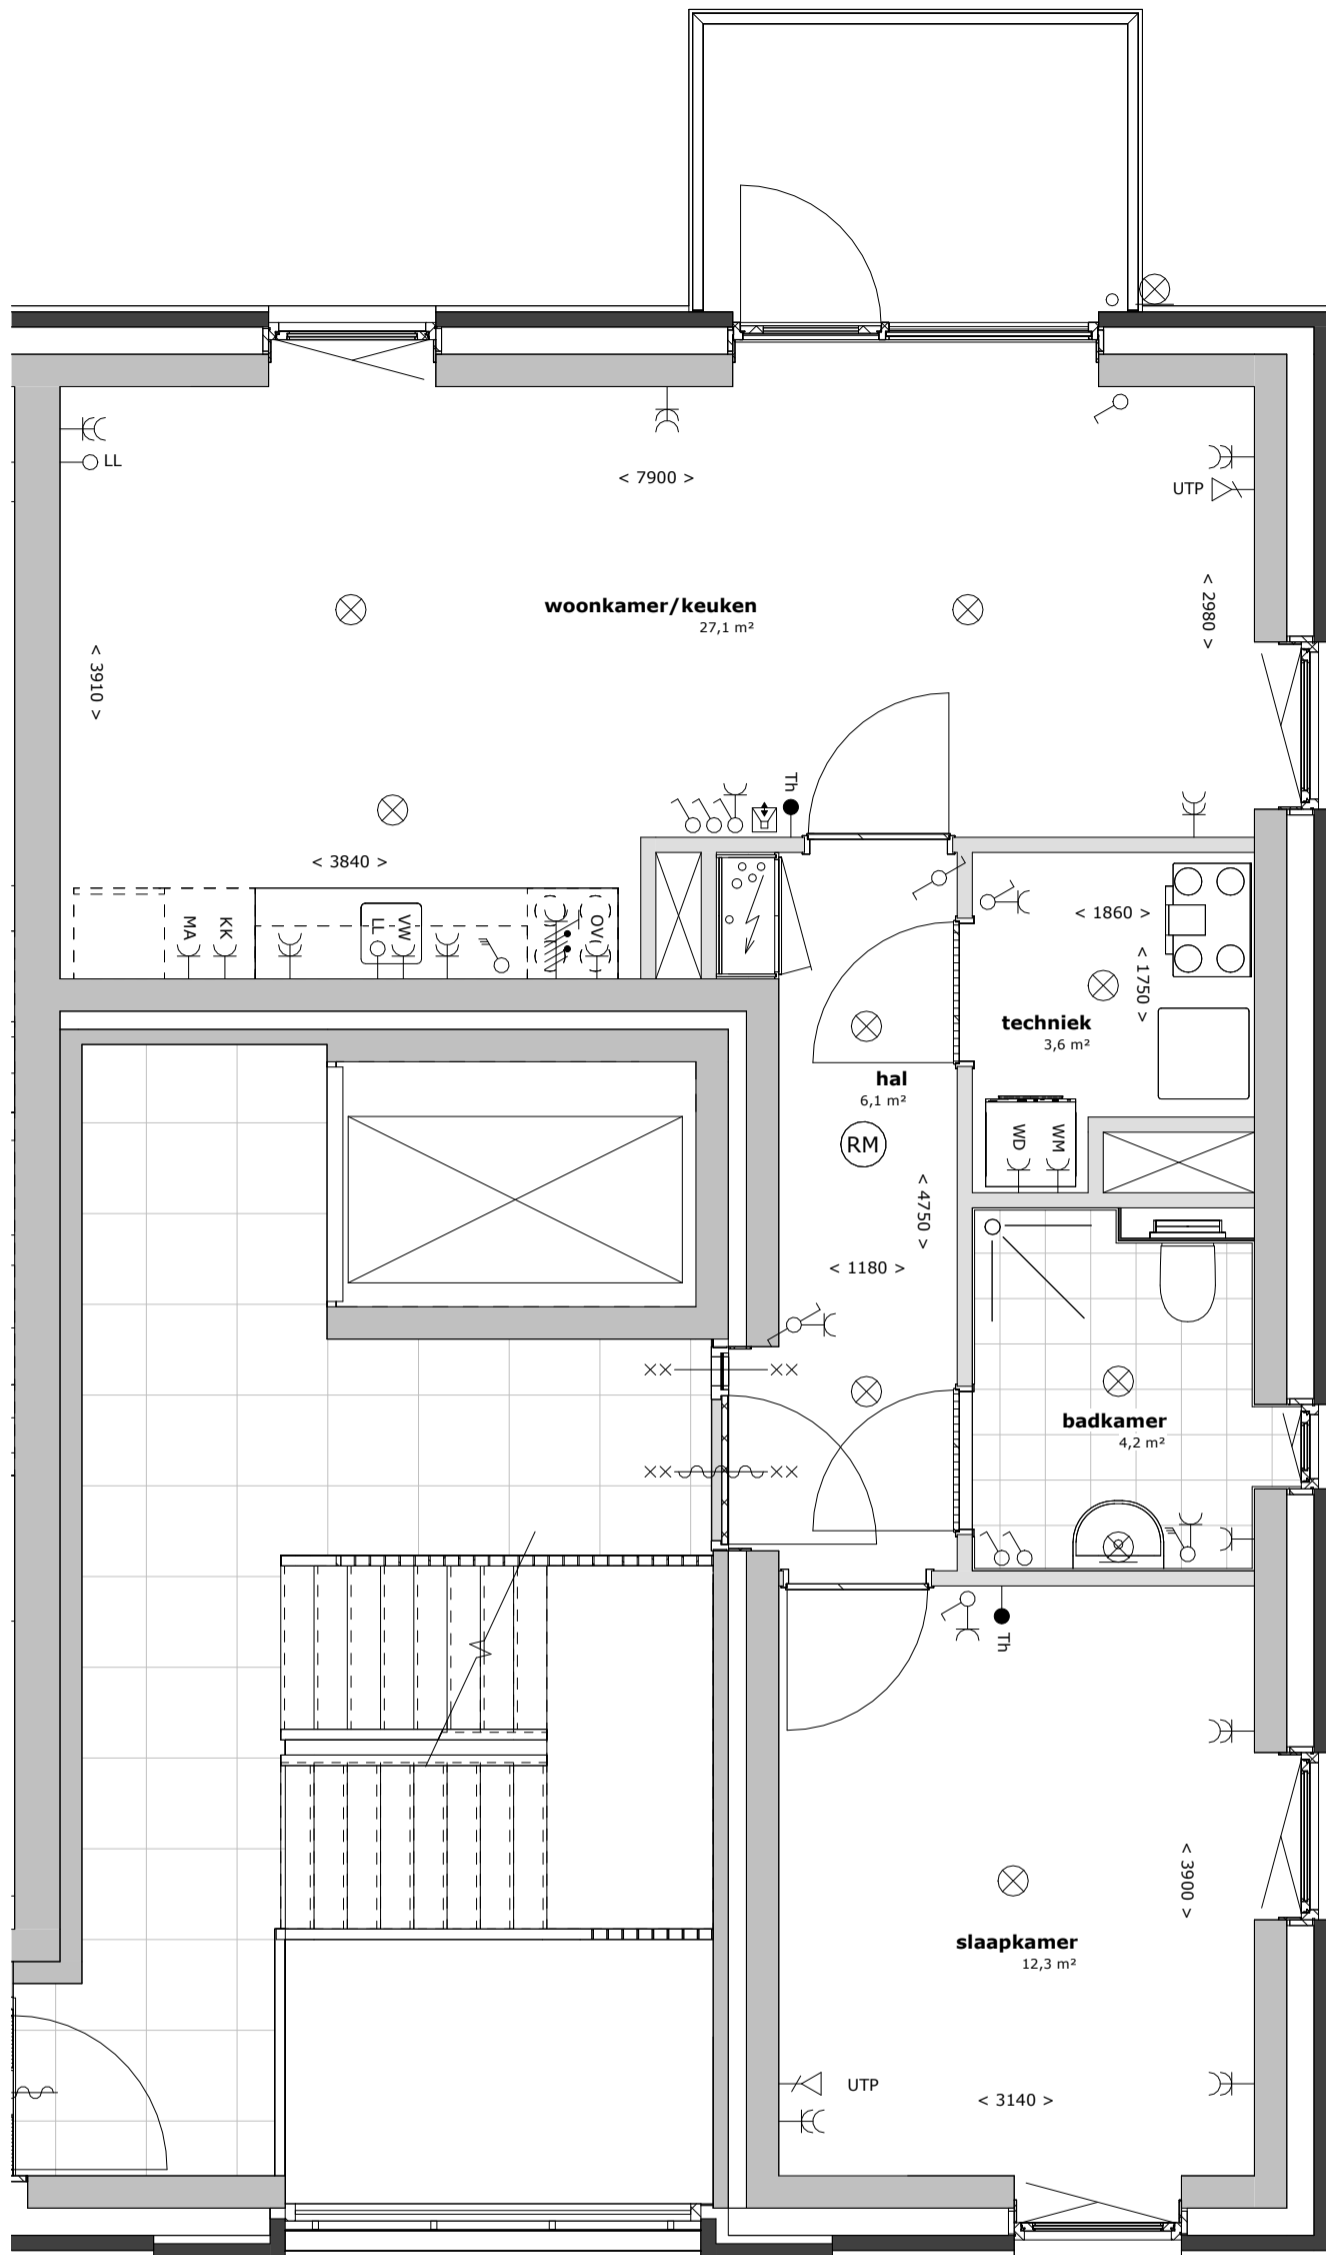 LL
< 7900 >
UTP
< 2980 >
woonkamer/keuken
27,1 m²
< 3910 >
Th
< 3840 >
MA
KK
LL
VW
OV
< 1860 >
< 1750 >
techniek
3,6 m²
hal
6,1 m²
RM
WD
WM
< 4750 >
< 1180 >
××
××
badkamer
4,2 m²
××
××
Th
< 3900 >
slaapkamer
12,3 m²
UTP
< 3140 >